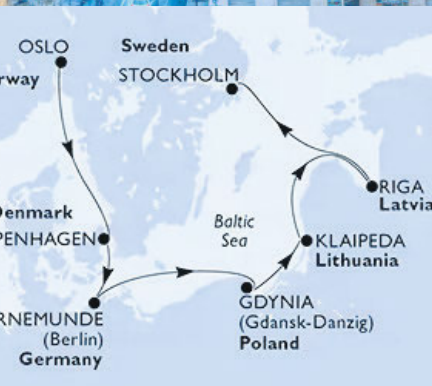 OSLO
rway
Sweden
STOCKHOLM
Denmark
PENHAGEN
Baltic
Sea
RIGA
Latvia
KLAIPEDA
Lithuania
RNEMUNDE
(Berlin)
Germany
GDYNIA
(Gdansk-Danzig)
Poland